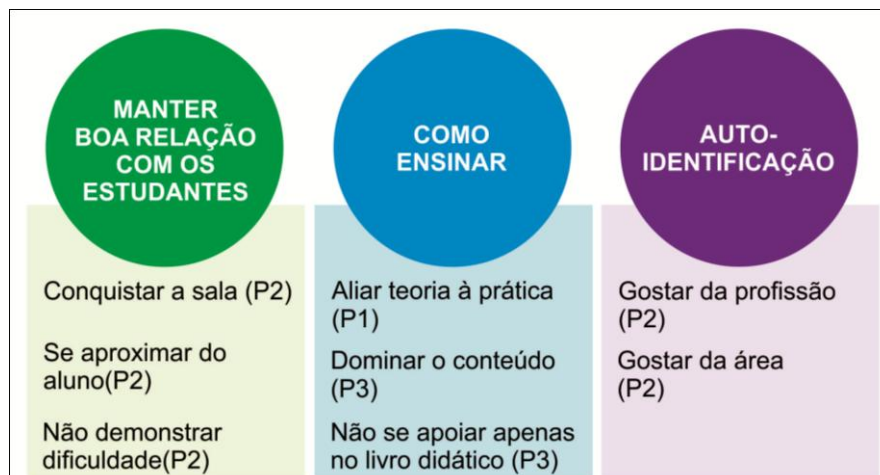 MANTER
BOA RELAÇÃO
COM OS
ESTUDANTES
Conquistar a sala (P2)
Se aproximar do
aluno(P2)
Não demonstrar
dificuldade(P2)
COMO
ENSINAR
Aliar teoria à prática
(P1)
Dominar o conteúdo
(P3)
Não se apoiar apenas
no livro didático (P3)
AUTO-
IDENTIFICAÇÃO
Gostar da profissão
(P2)
Gostar da área
(P2)